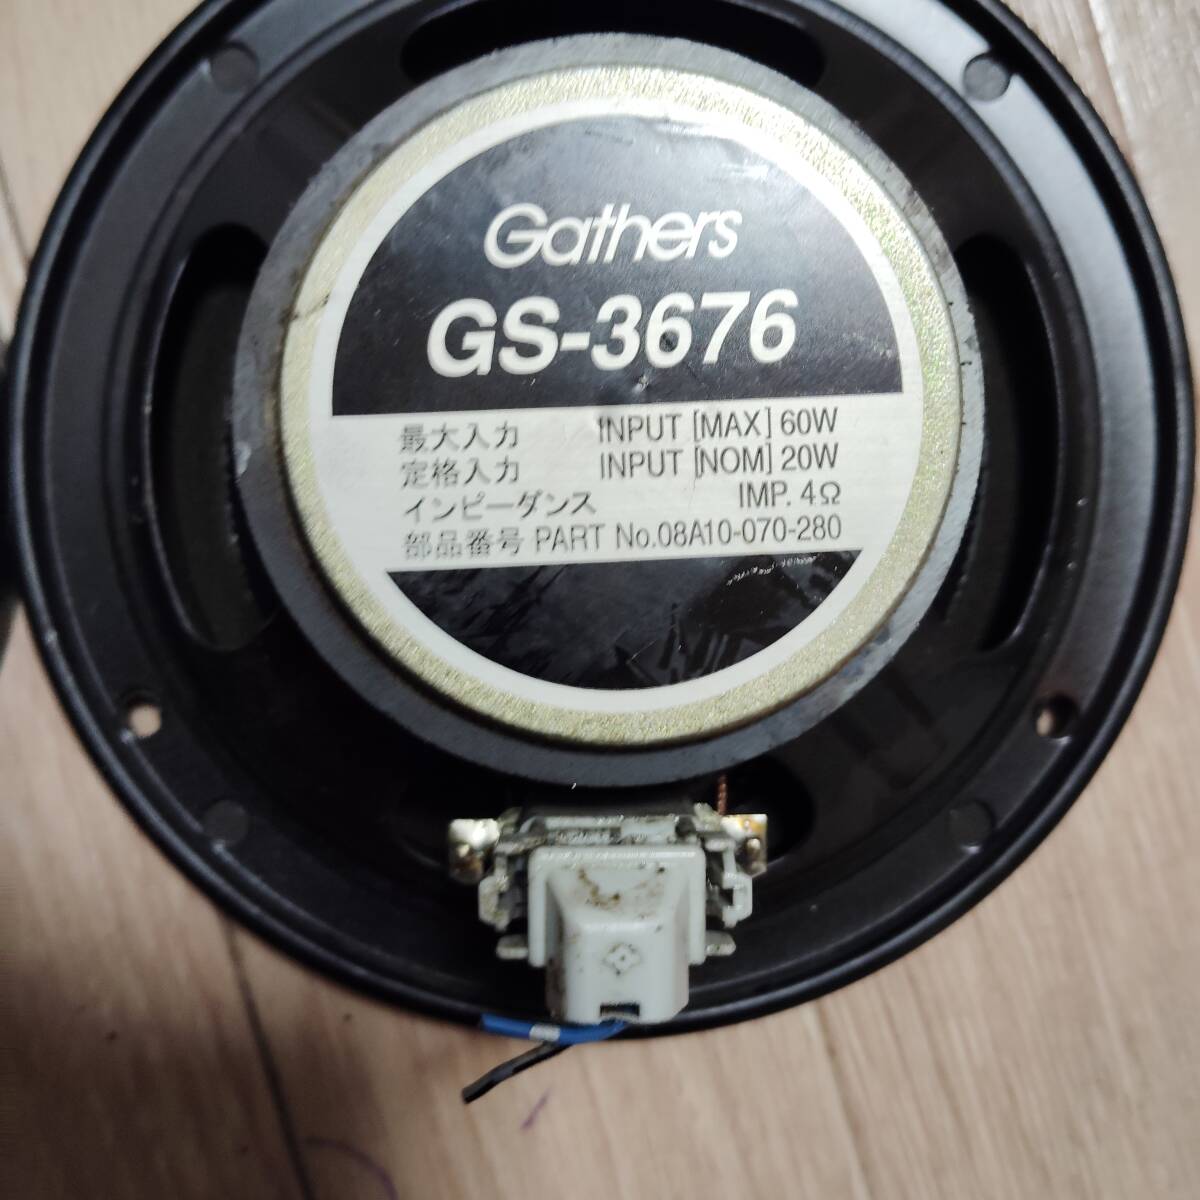 Gathers
GS-3676
最大入力 INPUT [MAX] 60W
定格入力 INPUT [NOM] 20W
インピーダンス IMP. 4Ω
部品番号 PART No.08A10-070-280